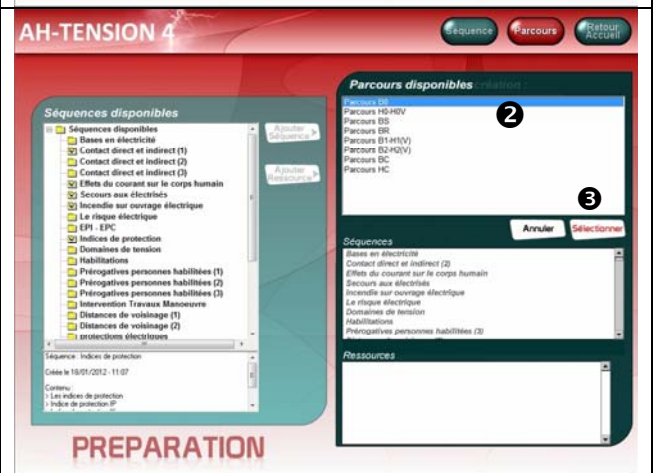 AH-TENSION 4
Séquence
Parcours
Retour
Accueil
Séquences disponibles
Séquences disponibles
Bases en électricité
Contact direct et indirect (1)
Contact direct et indirect (2)
Contact direct et indirect (3)
Effets du courant sur le corps humain
Secours aux électrisés
Incendie sur ouvrage électrique
Le risque électrique
EPI - EPC
Indices de protection
Domaines de tension
Habilitations
Prérogatives personnes habilitées (1)
Prérogatives personnes habilitées (2)
Prérogatives personnes habilitées (3)
Intervention Travaux Manoeuvre
Distances de voisinage (1)
Distances de voisinage (2)
protections électriques
Séquence : Indices de protection
Créée le 18/01/2012 - 11:07
Contenu :
> Les indices de protection
> Indice de protection IP
Ajouter
Séquence >
Ajouter
Ressource >
Parcours disponibles création :
Parcours D0
Parcours H0-H0V
Parcours BS
Parcours BR
Parcours B1-H1(V)
Parcours B2-H2(V)
Parcours BC
Parcours HC
❷
❸
Annuler
Sélectionner
Séquences
Bases en électricité
Contact direct et indirect (2)
Effets du courant sur le corps humain
Secours aux électrisés
Incendie sur ouvrage électrique
Le risque électrique
Domaines de tension
Habilitations
Prérogatives personnes habilitées (3)
Ressources
PREPARATION